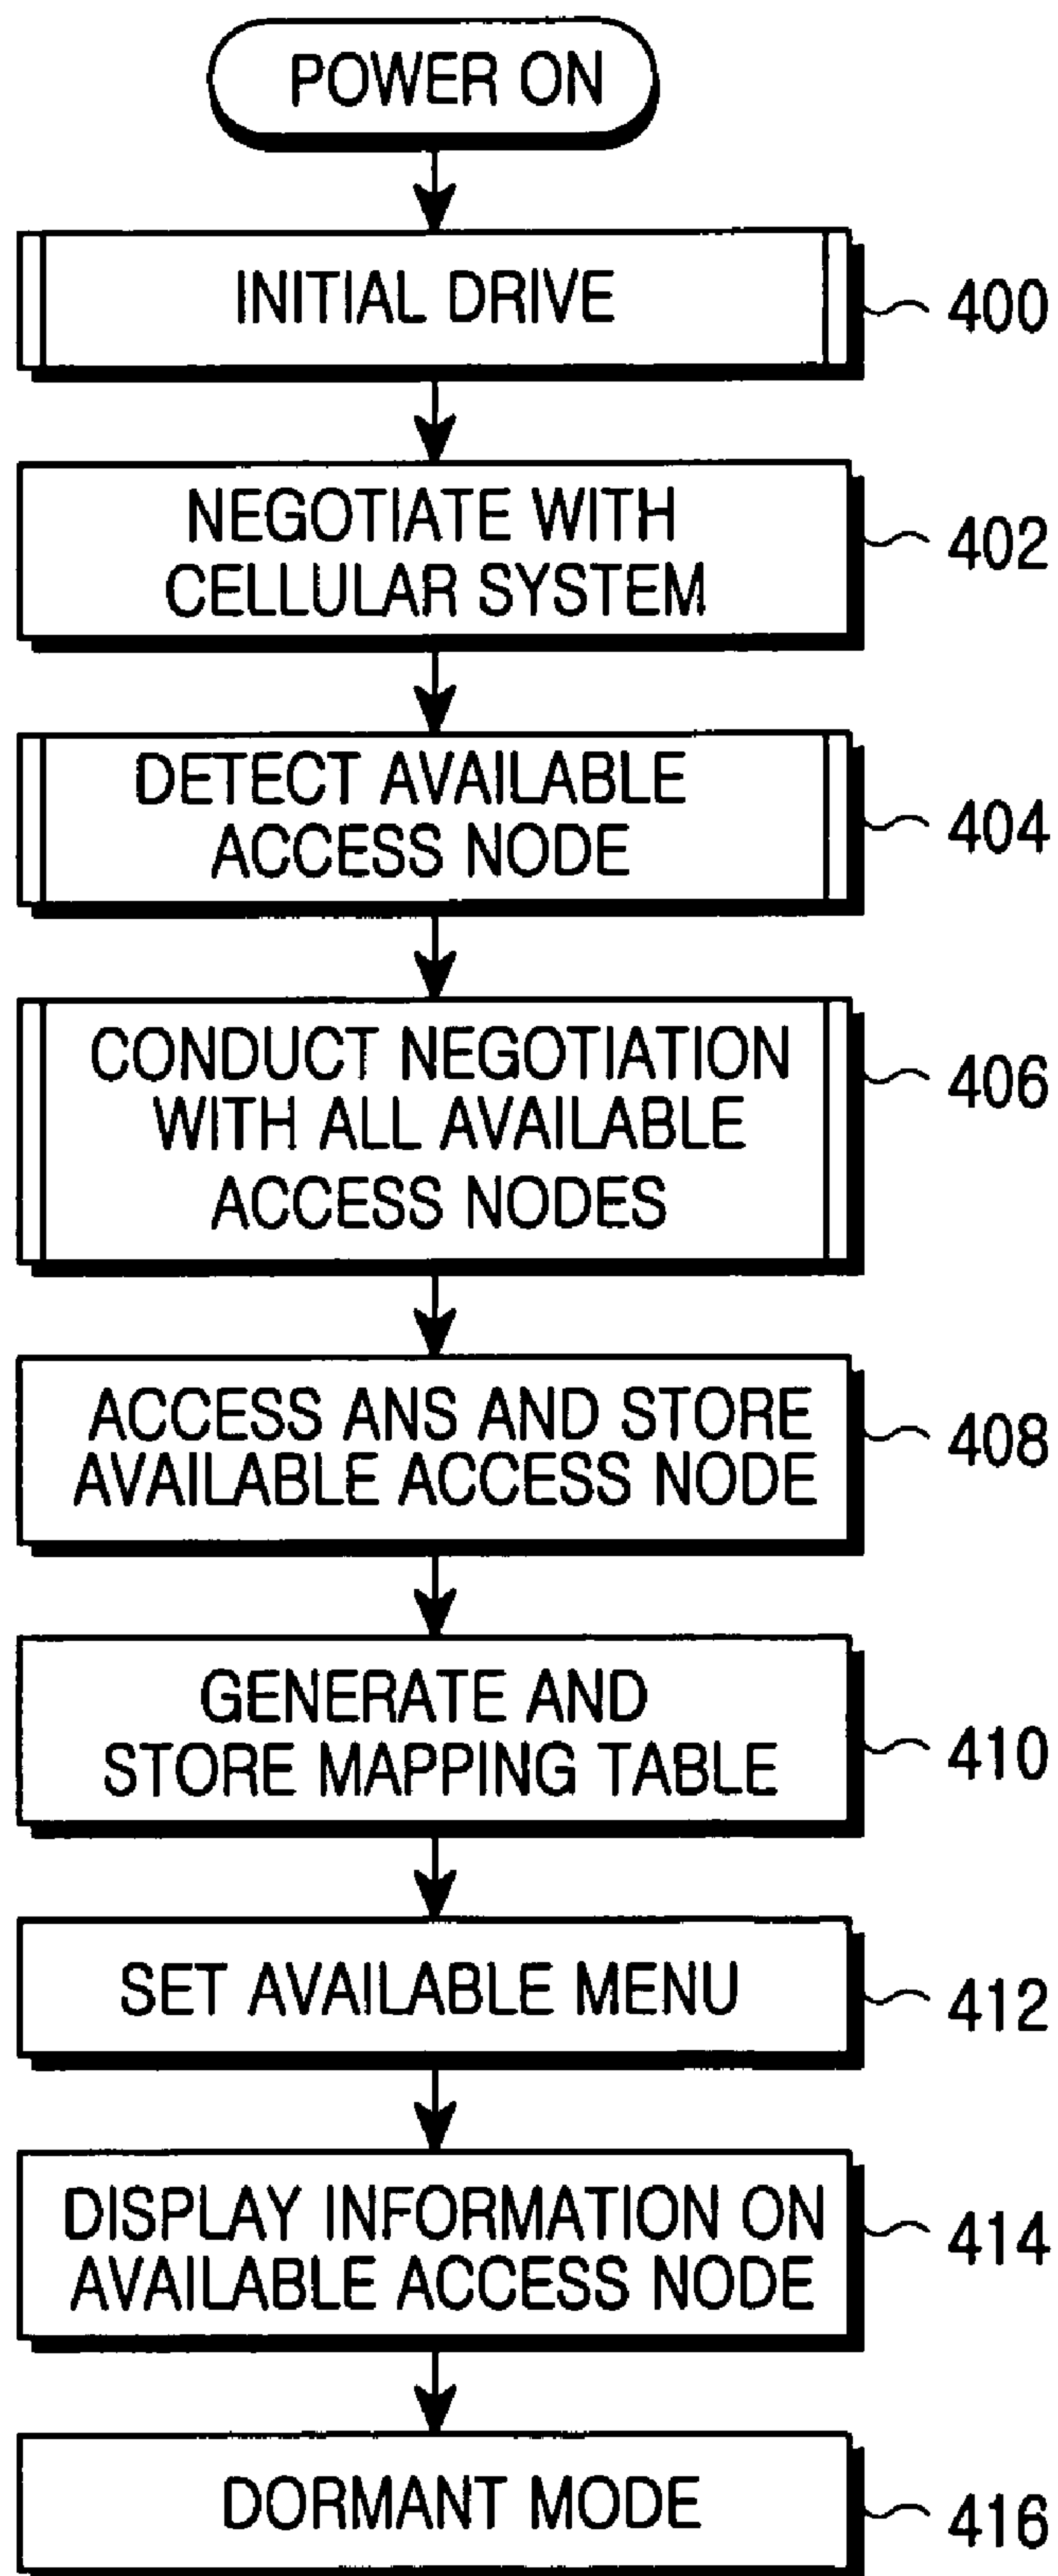 POWER ON
INITIAL DRIVE
400
NEGOTIATE WITH
CELLULAR SYSTEM
402
DETECT AVAILABLE
ACCESS NODE
404
CONDUCT NEGOTIATION
WITH ALL AVAILABLE
ACCESS NODES
406
ACCESS ANS AND STORE
AVAILABLE ACCESS NODE
408
GENERATE AND
STORE MAPPING TABLE
410
SET AVAILABLE MENU
412
DISPLAY INFORMATION ON
AVAILABLE ACCESS NODE
414
DORMANT MODE
416